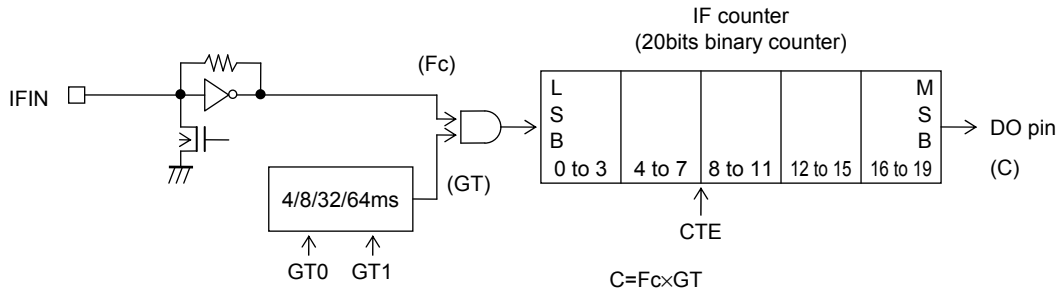 IF counter
(20bits binary counter)
IFIN
(Fc)
L
S
B
M
S
B
DO pin
(C)
0 to 3
4 to 7
8 to 11
12 to 15
16 to 19
(GT)
4/8/32/64ms
CTE
GT0
GT1
C=Fc×GT